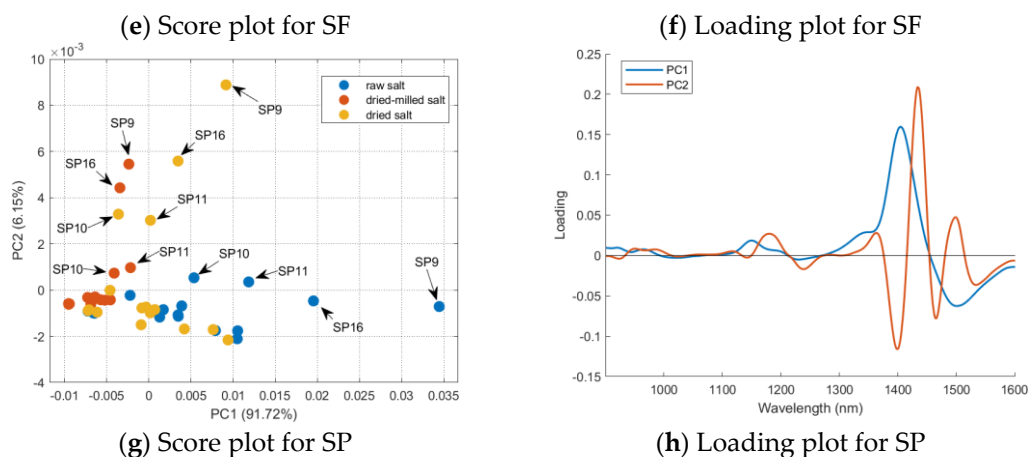 (e) Score plot for SF
(f) Loading plot for SF
×10⁻³
10
8
6
4
2
0
-2
-4
PC2 (6.15%)
raw salt
dried-milled salt
dried salt
SP9
SP16
SP9
SP16
SP10
SP11
SP10
SP11
SP10
SP11
SP9
SP16
-0.01 -0.005 0 0.005 0.01 0.015 0.02 0.025 0.03 0.035
PC1 (91.72%)
0.25
0.2
0.15
0.1
0.05
0
-0.05
-0.1
-0.15
Loading
PC1
PC2
1000 1100 1200 1300 1400 1500 1600
Wavelength (nm)
(g) Score plot for SP
(h) Loading plot for SP